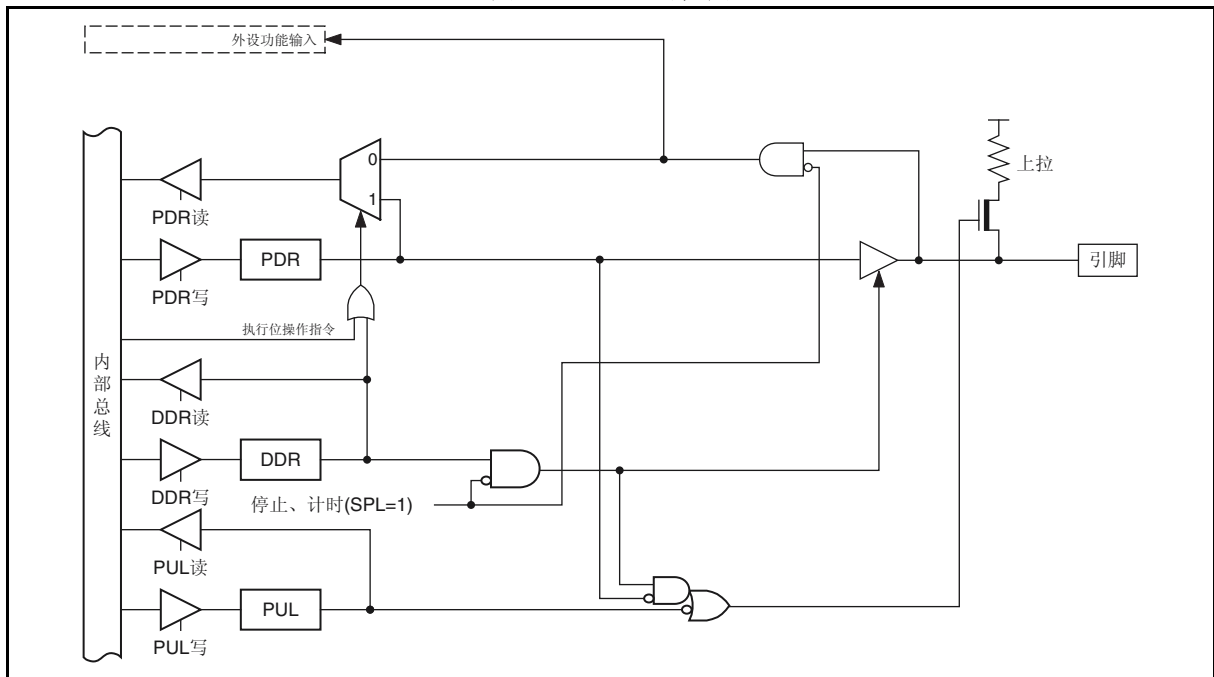 外设功能输入
0
上拉
1
PDR读
PDR
引脚
PDR写
执行位操作指令
内部总线
DDR读
DDR
DDR写
停止、计时(SPL=1)
PUL读
PUL
PUL写